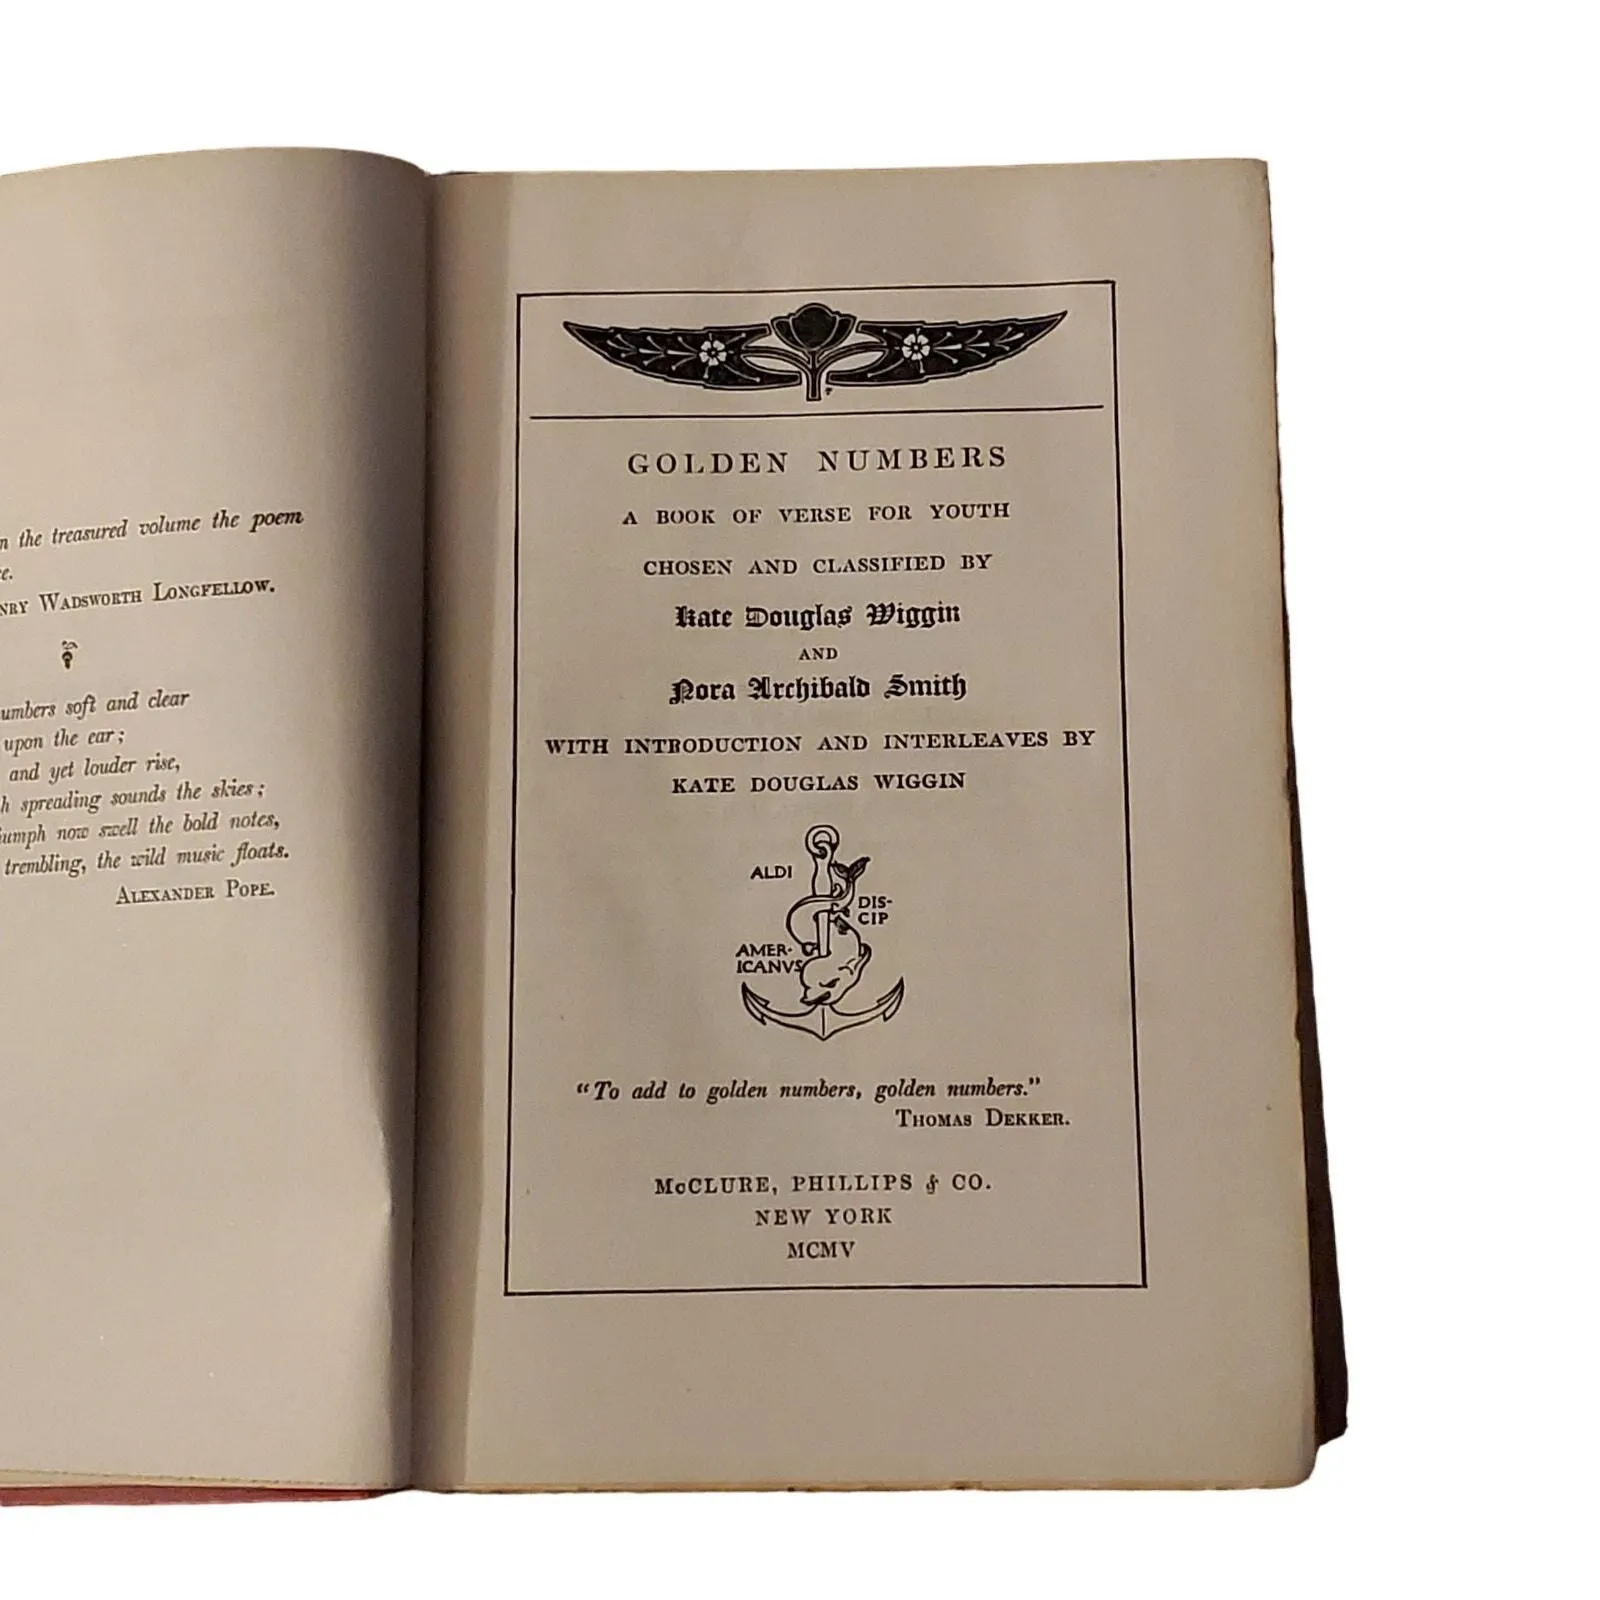 the treasured volume the poem
WADSWORTH LONGFELLOW.
soft and clear
upon the ear;
and yet louder rise,
spreading sounds the skies;
now swell the bold notes,
trembling, the wild music floats.
ALEXANDER POPE.
GOLDEN NUMBERS
A BOOK OF VERSE FOR YOUTH
CHOSEN AND CLASSIFIED BY
Kate Douglas Wiggin
AND
Nora Archibald Smith
WITH INTRODUCTION AND INTERLEAVES BY
KATE DOUGLAS WIGGIN
ALDI
DIS-
CIP
AMER-
ICANVS
"To add to golden numbers, golden numbers."
THOMAS DEKKER.
McCLURE, PHILLIPS & CO.
NEW YORK
MCMV